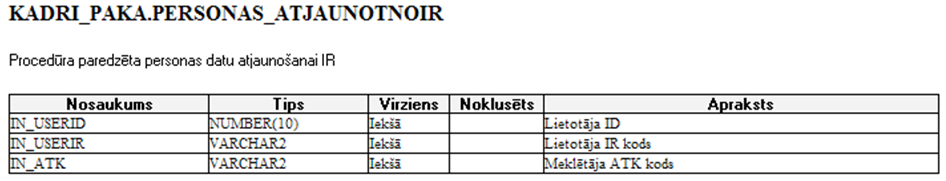 KADRI_PAKA.PERSONAS_ATJAUNOTNOIR
Procedūra paredzēta personas datu atjaunošanai IR
Nosaukums Tips Virziens Noklusēts Apraksts
IN_USERID NUMBER(10) Iekšā Lietotāja ID
IN_USERIR VARCHAR2 Iekšā Lietotāja IR kods
IN_ATK VARCHAR2 Iekšā Meklētāja ATK kods